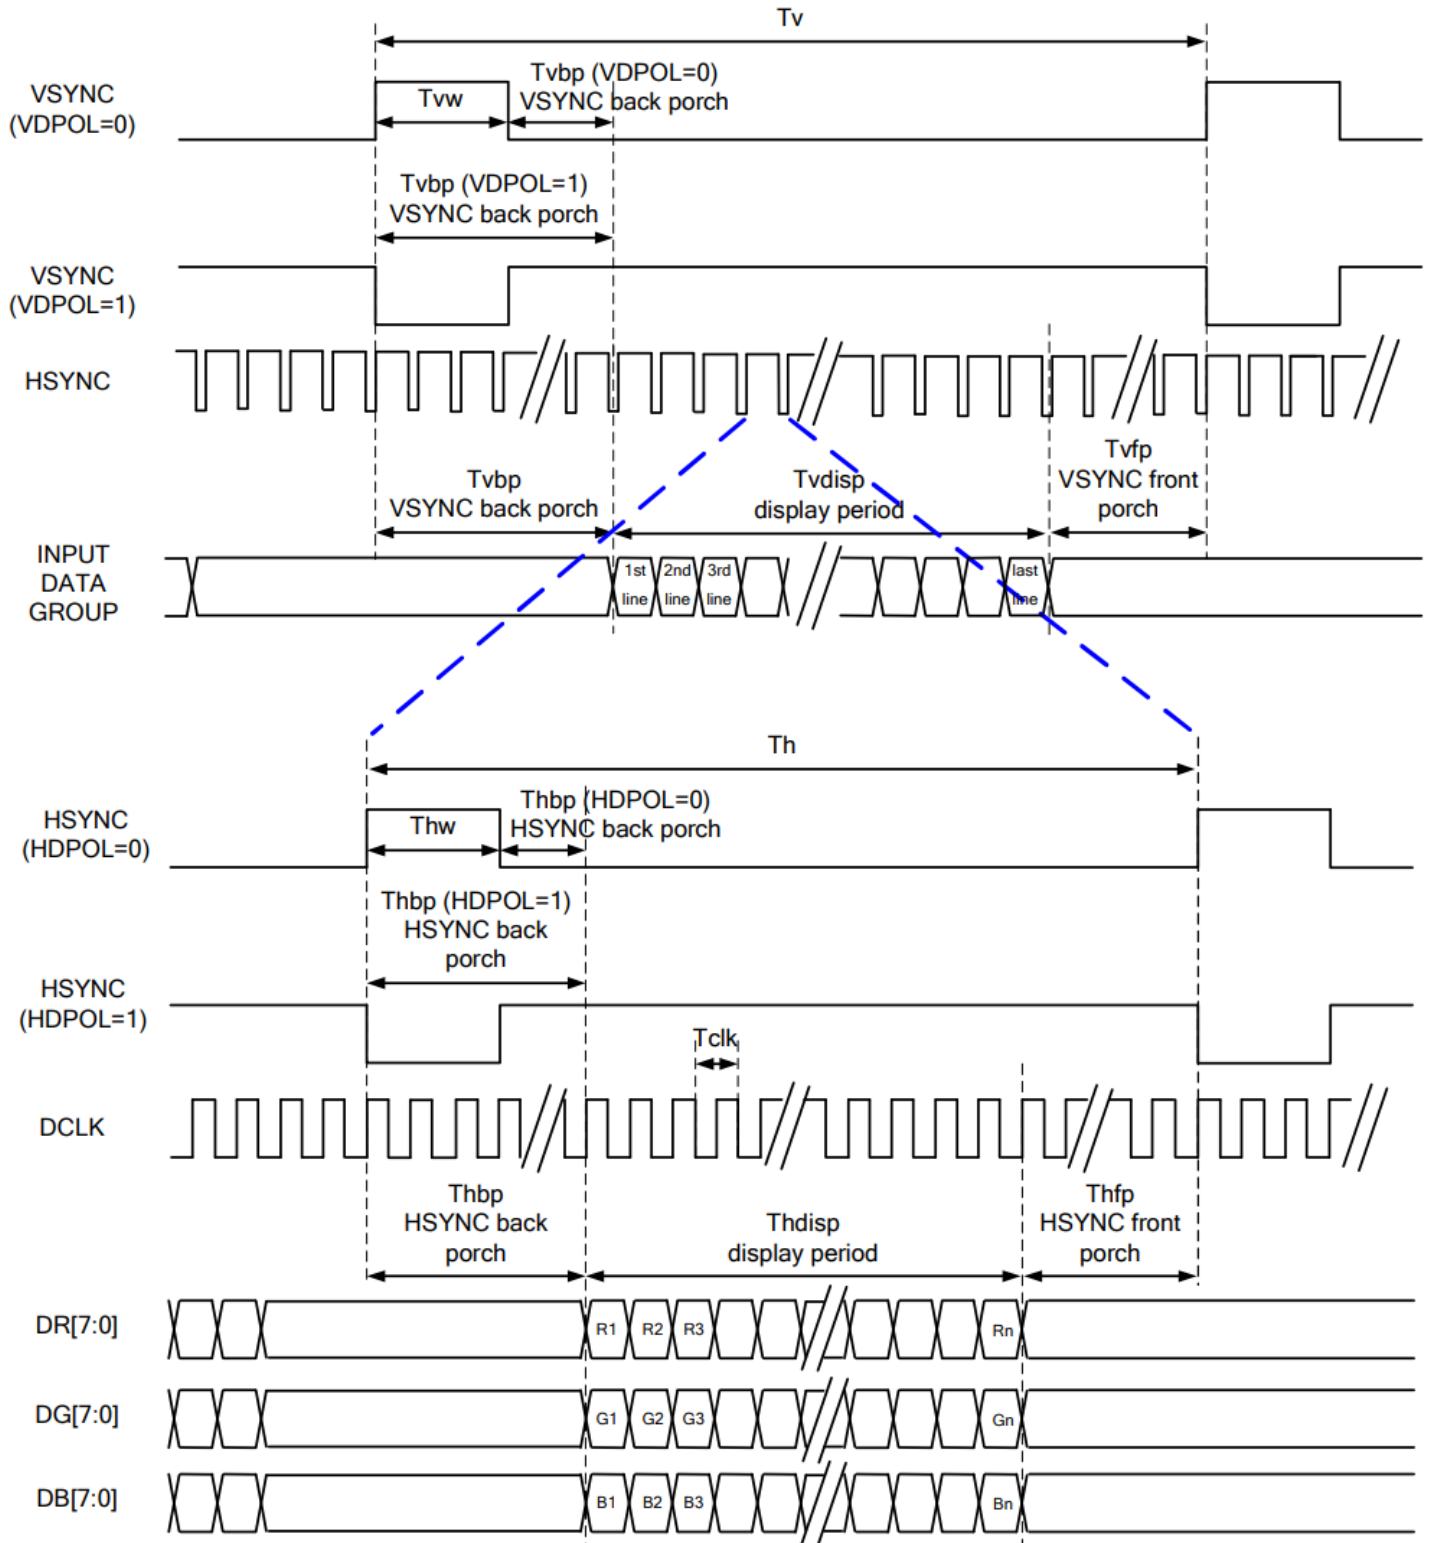 Tv
VSYNC
(VDPOL=0)
Tvw
Tvbp (VDPOL=0)
VSYNC back porch
Tvbp (VDPOL=1)
VSYNC back porch
VSYNC
(VDPOL=1)
HSYNC
Tvbp
VSYNC back porch
Tvdisp
display period
Tvfp
VSYNC front
porch
INPUT
DATA
GROUP
1st
line
2nd
line
3rd
line
last
line
Th
HSYNC
(HDPOL=0)
Thw
Thbp (HDPOL=0)
HSYNC back porch
Thbp (HDPOL=1)
HSYNC back
porch
HSYNC
(HDPOL=1)
Tclk
DCLK
Thbp
HSYNC back
porch
Thdisp
display period
Thfp
HSYNC front
porch
DR[7:0]
R1 R2 R3 Rn
DG[7:0]
G1 G2 G3 Gn
DB[7:0]
B1 B2 B3 Bn